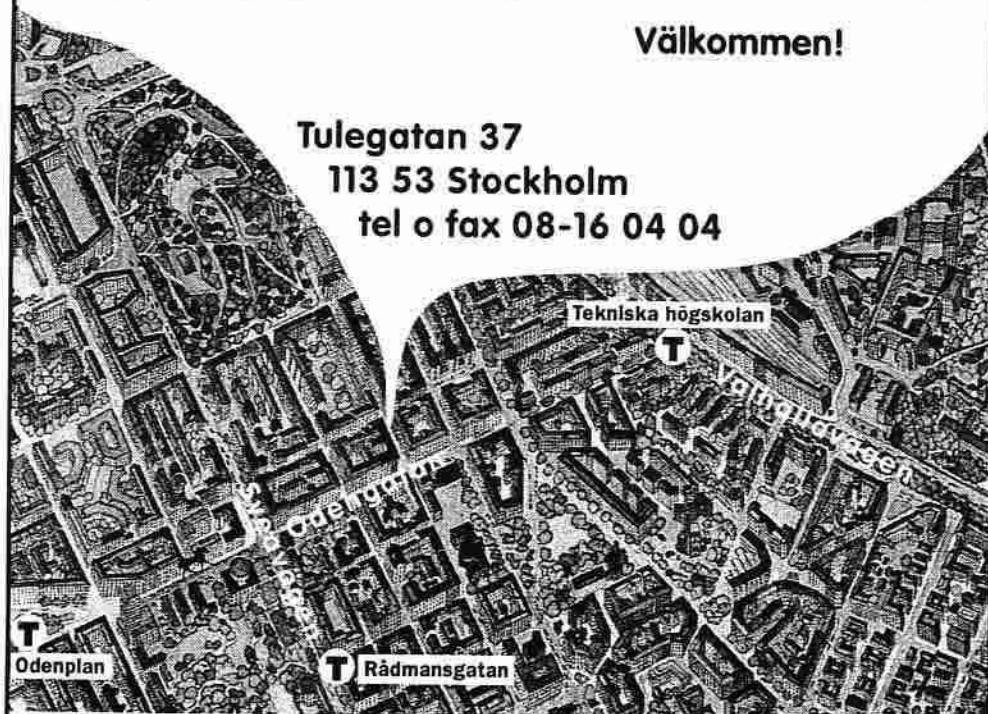 Välkommen!
Tulegatan 37
113 53 Stockholm
tel o fax 08-16 04 04
Tekniska högskolan
T
Valhallavägen
Odengatan
Sveavägen
T
Odenplan
T
Rådmansgatan